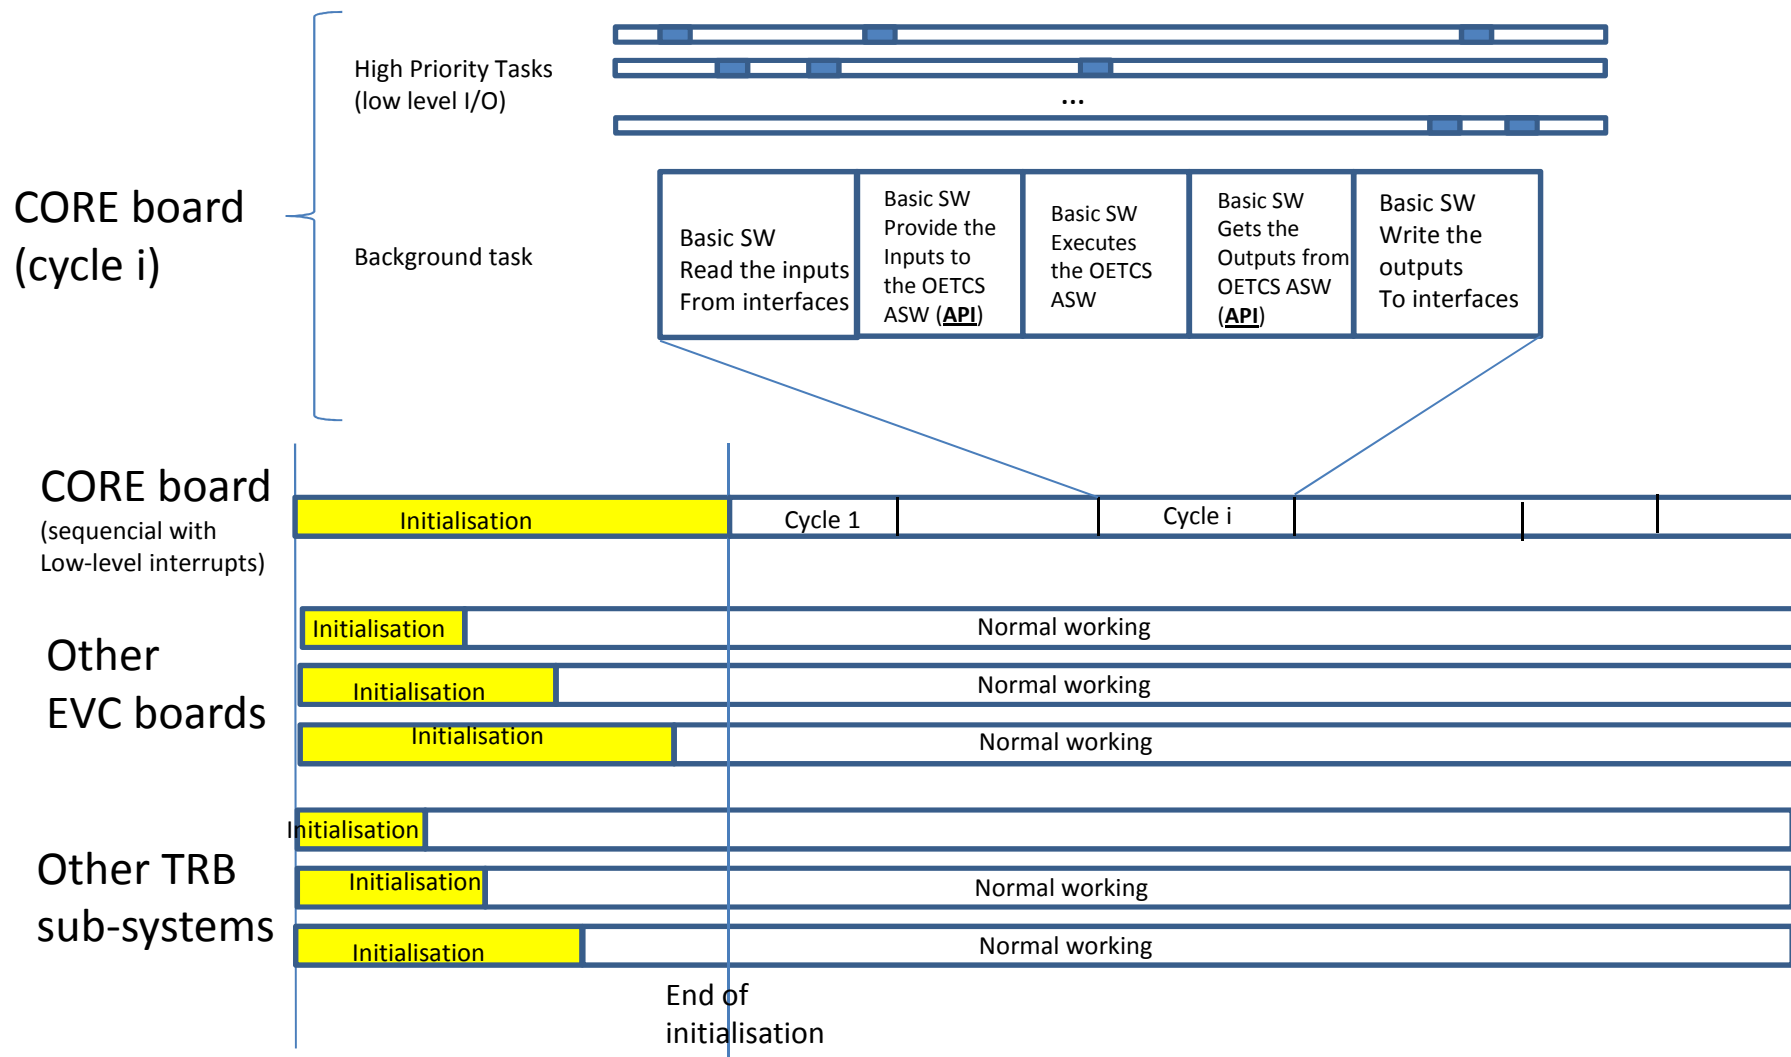 High Priority Tasks
(low level I/O)
...
CORE board
(cycle i)
Background task
Basic SW
Read the inputs
From interfaces
Basic SW
Provide the
Inputs to
the OETCS
ASW (API)
Basic SW
Executes
the OETCS
ASW
Basic SW
Gets the
Outputs from
OETCS ASW
(API)
Basic SW
Write the
outputs
To interfaces
CORE board
(sequencial with
Low-level interrupts)
Initialisation
Cycle 1
Cycle i
Other
EVC boards
Initialisation
Normal working
Initialisation
Normal working
Initialisation
Normal working
Other TRB
sub-systems
Initialisation
Initialisation
Normal working
Initialisation
Normal working
End of
initialisation